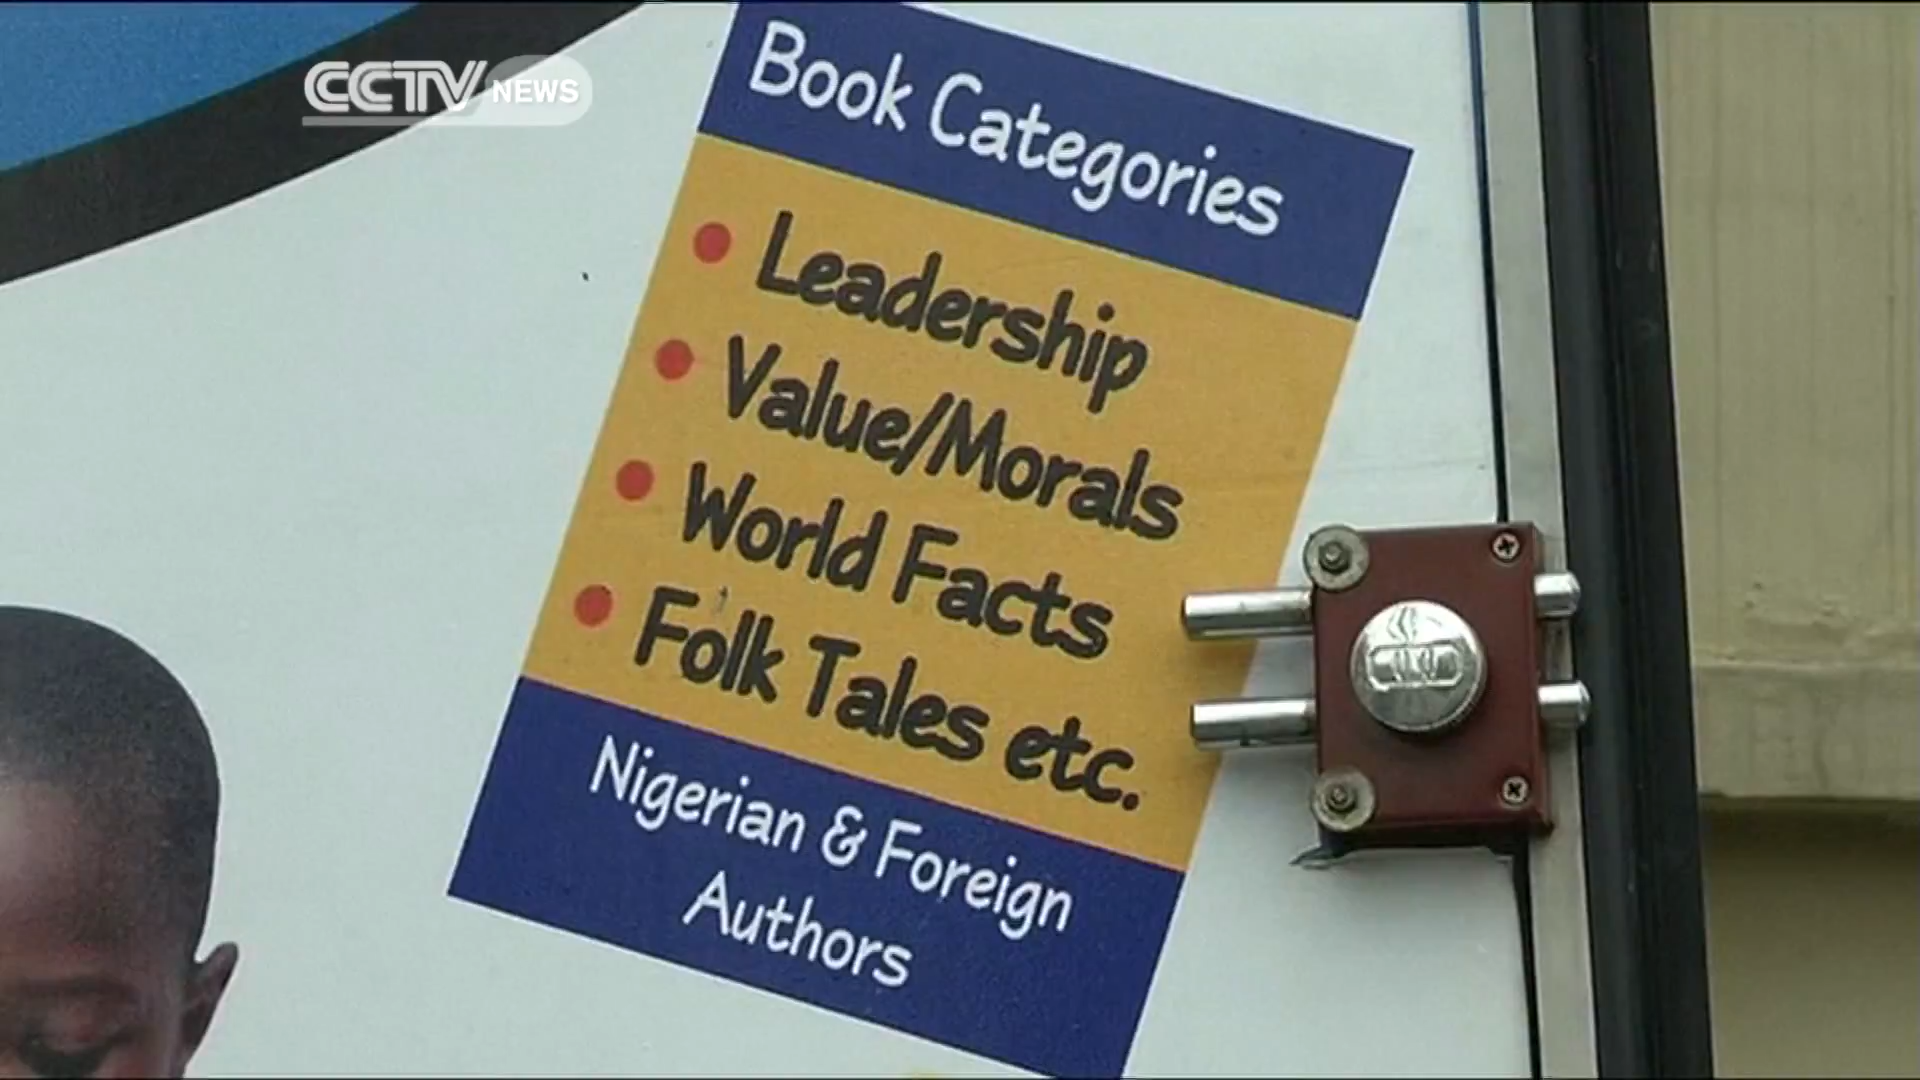 CCTV NEWS
Book Categories
Leadership
Value/Morals
World Facts
Folk Tales etc.
Nigerian & Foreign
Authors